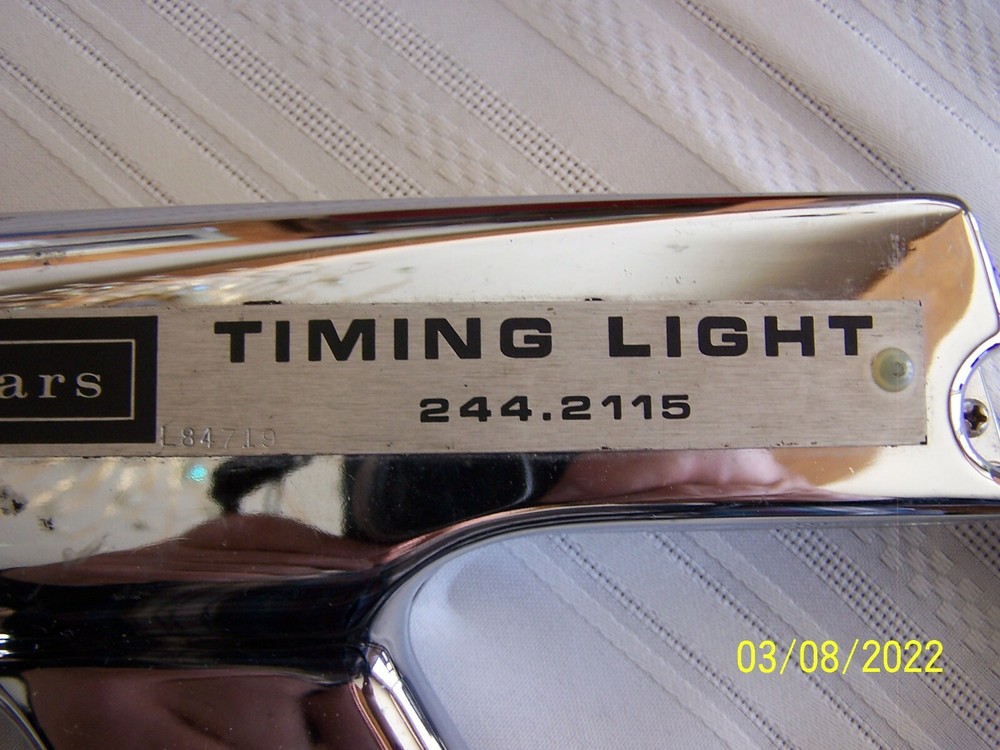 TIMING LIGHT
ars
244.2115
L84719
03/08/2022